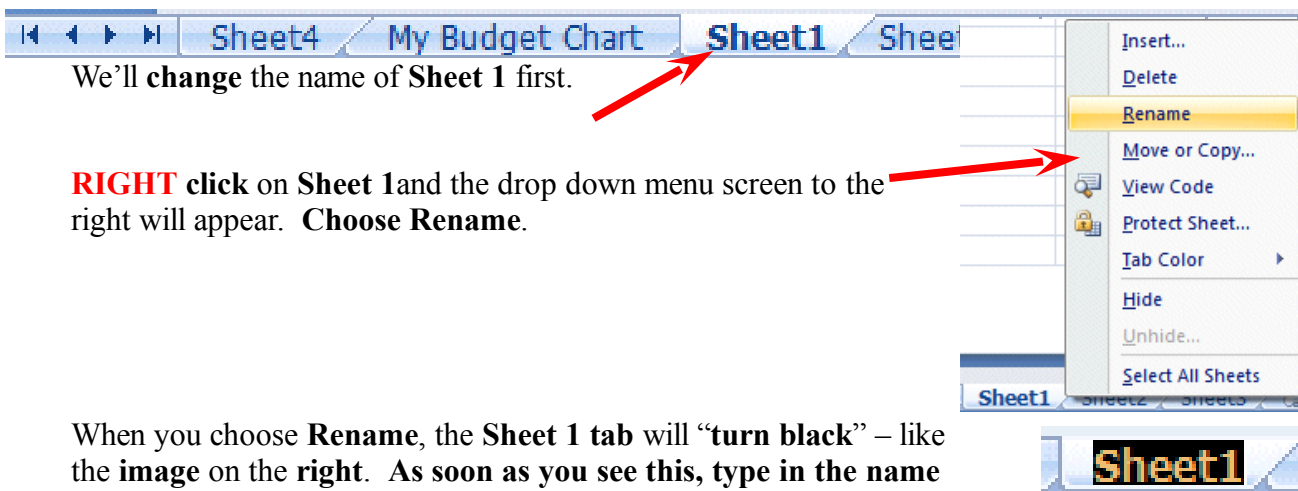 Sheet4 My Budget Chart Sheet1 Shee
We’ll change the name of Sheet 1 first.
RIGHT click on Sheet 1and the drop down menu screen to the
right will appear.  Choose Rename.
Insert...
Delete
Rename
Move or Copy...
View Code
Protect Sheet...
Tab Color
Hide
Unhide...
Select All Sheets
Sheet1 Sheet2 Sheet3
When you choose Rename, the Sheet 1 tab will “turn black” – like
the image on the right.  As soon as you see this, type in the name
Sheet1